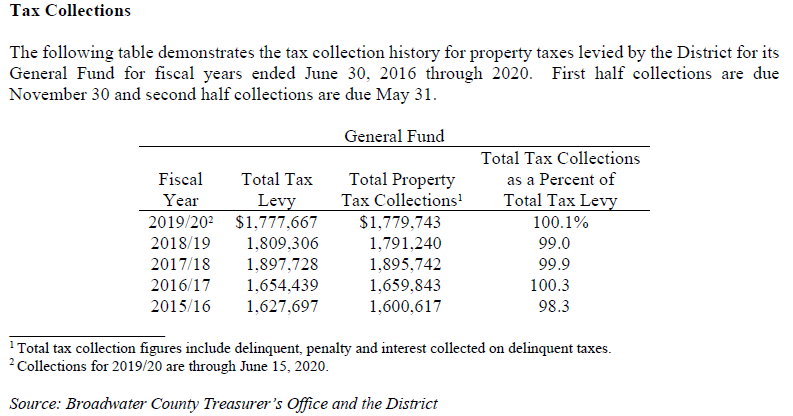 Tax Collections
The following table demonstrates the tax collection history for property taxes levied by the District for its
General Fund for fiscal years ended June 30, 2016 through 2020. First half collections are due
November 30 and second half collections are due May 31.
General Fund
Total Tax Collections
Fiscal Total Tax Total Property as a Percent of
Year Levy Tax Collections¹ Total Tax Levy
2019/20² $1,777,667 $1,779,743 100.1%
2018/19 1,809,306 1,791,240 99.0
2017/18 1,897,728 1,895,742 99.9
2016/17 1,654,439 1,659,843 100.3
2015/16 1,627,697 1,600,617 98.3
¹ Total tax collection figures include delinquent, penalty and interest collected on delinquent taxes.
² Collections for 2019/20 are through June 15, 2020.
Source: Broadwater County Treasurer's Office and the District